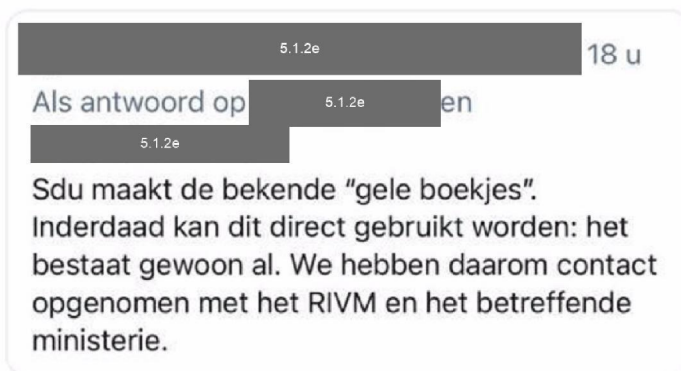 5.1.2e 18 u
Als antwoord op 5.1.2e en
5.1.2e
Sdu maakt de bekende "gele boekjes".
Inderdaad kan dit direct gebruikt worden: het
bestaat gewoon al. We hebben daarom contact
opgenomen met het RIVM en het betreffende
ministerie.